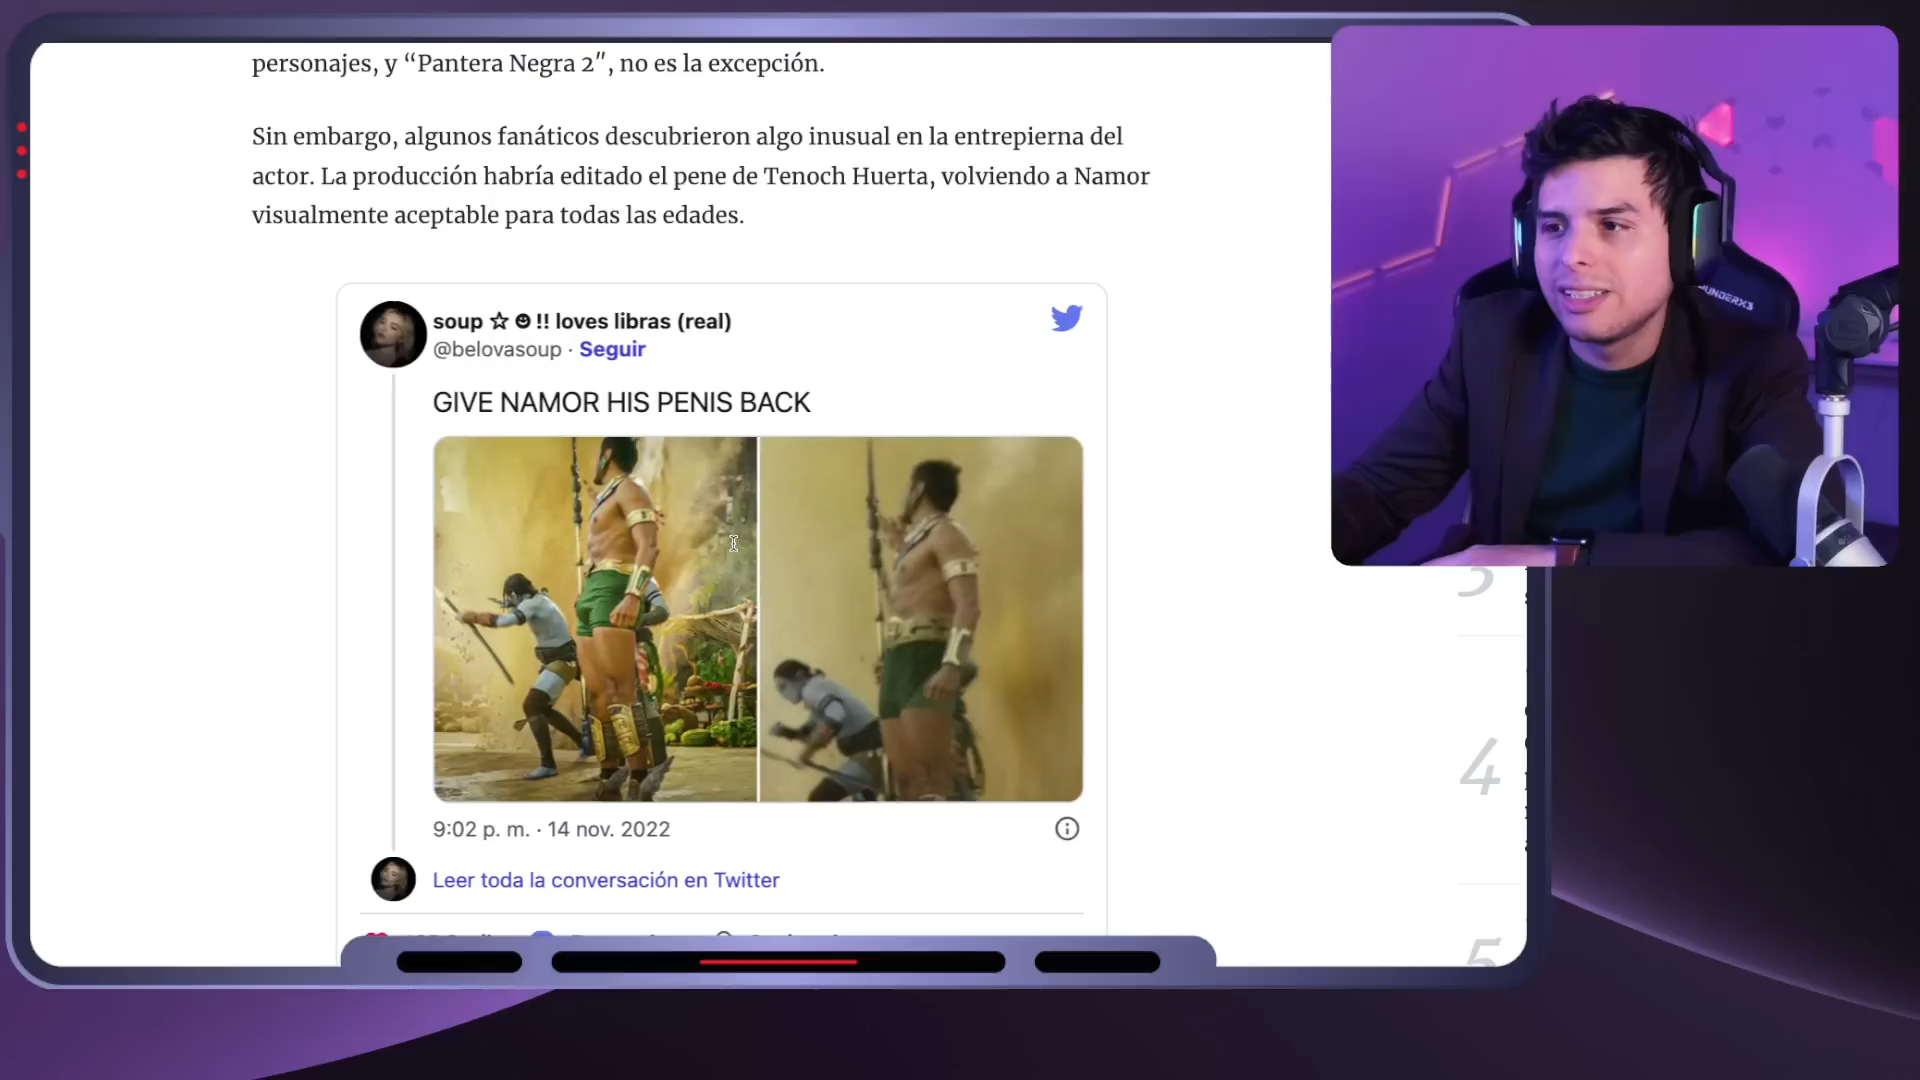 personajes, y “Pantera Negra 2″, no es la excepción.
Sin embargo, algunos fanáticos descubrieron algo inusual en la entrepierna del
actor. La producción habría editado el pene de Tenoch Huerta, volviendo a Namor
visualmente aceptable para todas las edades.
soup ☆ ☻ !! loves libras (real)
@belovasoup · Seguir
GIVE NAMOR HIS PENIS BACK
9:02 p. m. · 14 nov. 2022
Leer toda la conversación en Twitter
3
4
5